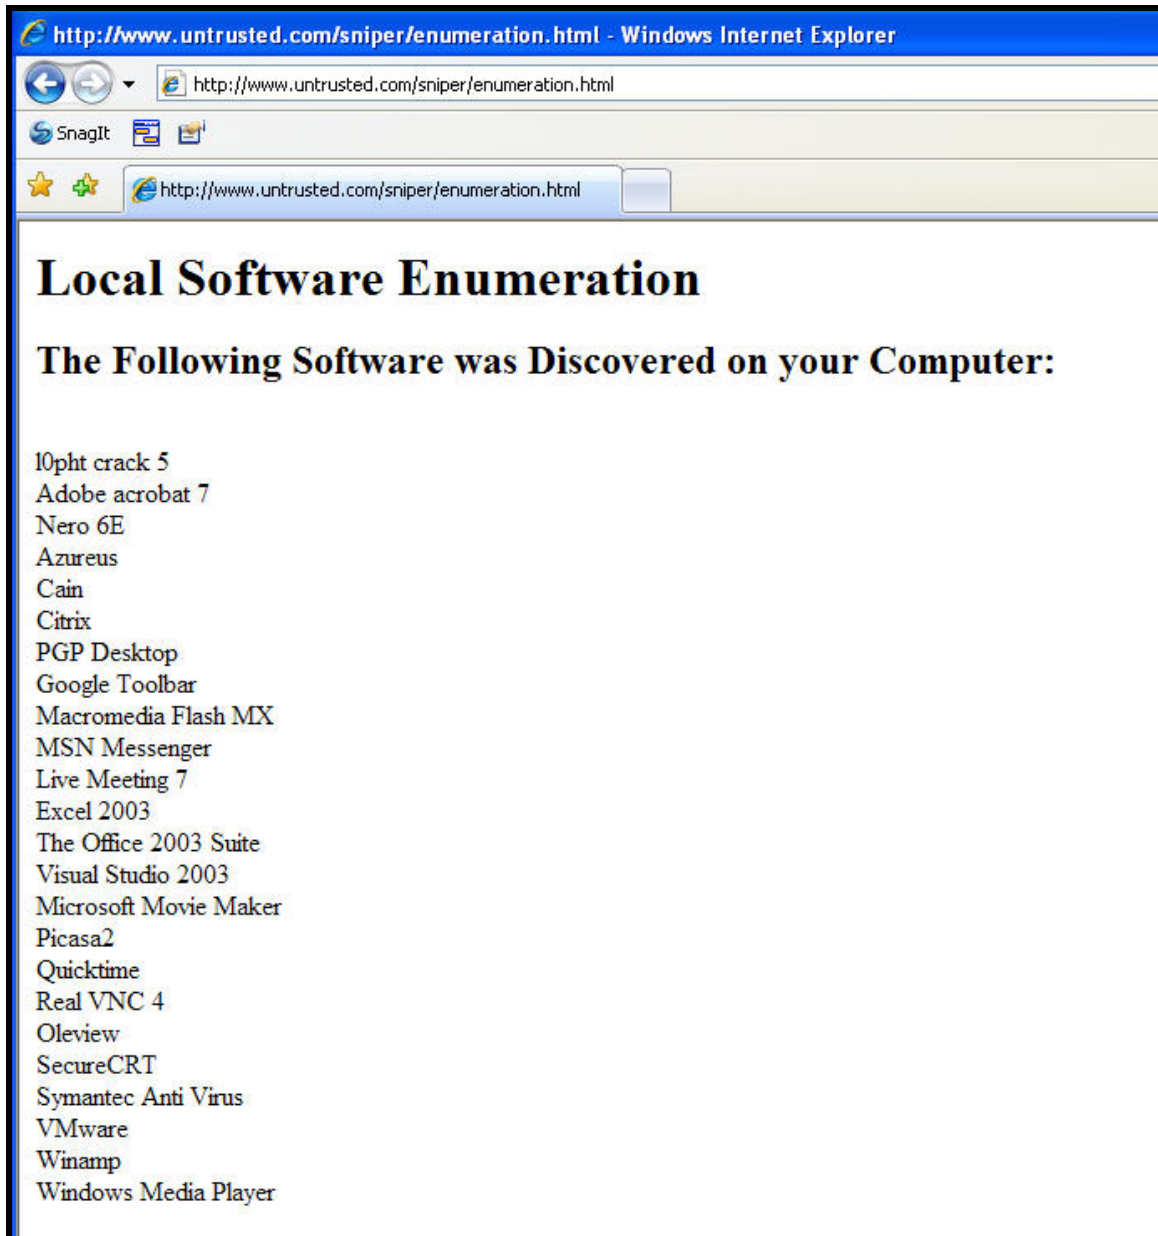 http://www.untrusted.com/sniper/enumeration.html - Windows Internet Explorer
http://www.untrusted.com/sniper/enumeration.html
SnagIt
http://www.untrusted.com/sniper/enumeration.html
Local Software Enumeration
The Following Software was Discovered on your Computer:
l0pht crack 5
Adobe acrobat 7
Nero 6E
Azureus
Cain
Citrix
PGP Desktop
Google Toolbar
Macromedia Flash MX
MSN Messenger
Live Meeting 7
Excel 2003
The Office 2003 Suite
Visual Studio 2003
Microsoft Movie Maker
Picasa2
Quicktime
Real VNC 4
Oleview
SecureCRT
Symantec Anti Virus
VMware
Winamp
Windows Media Player